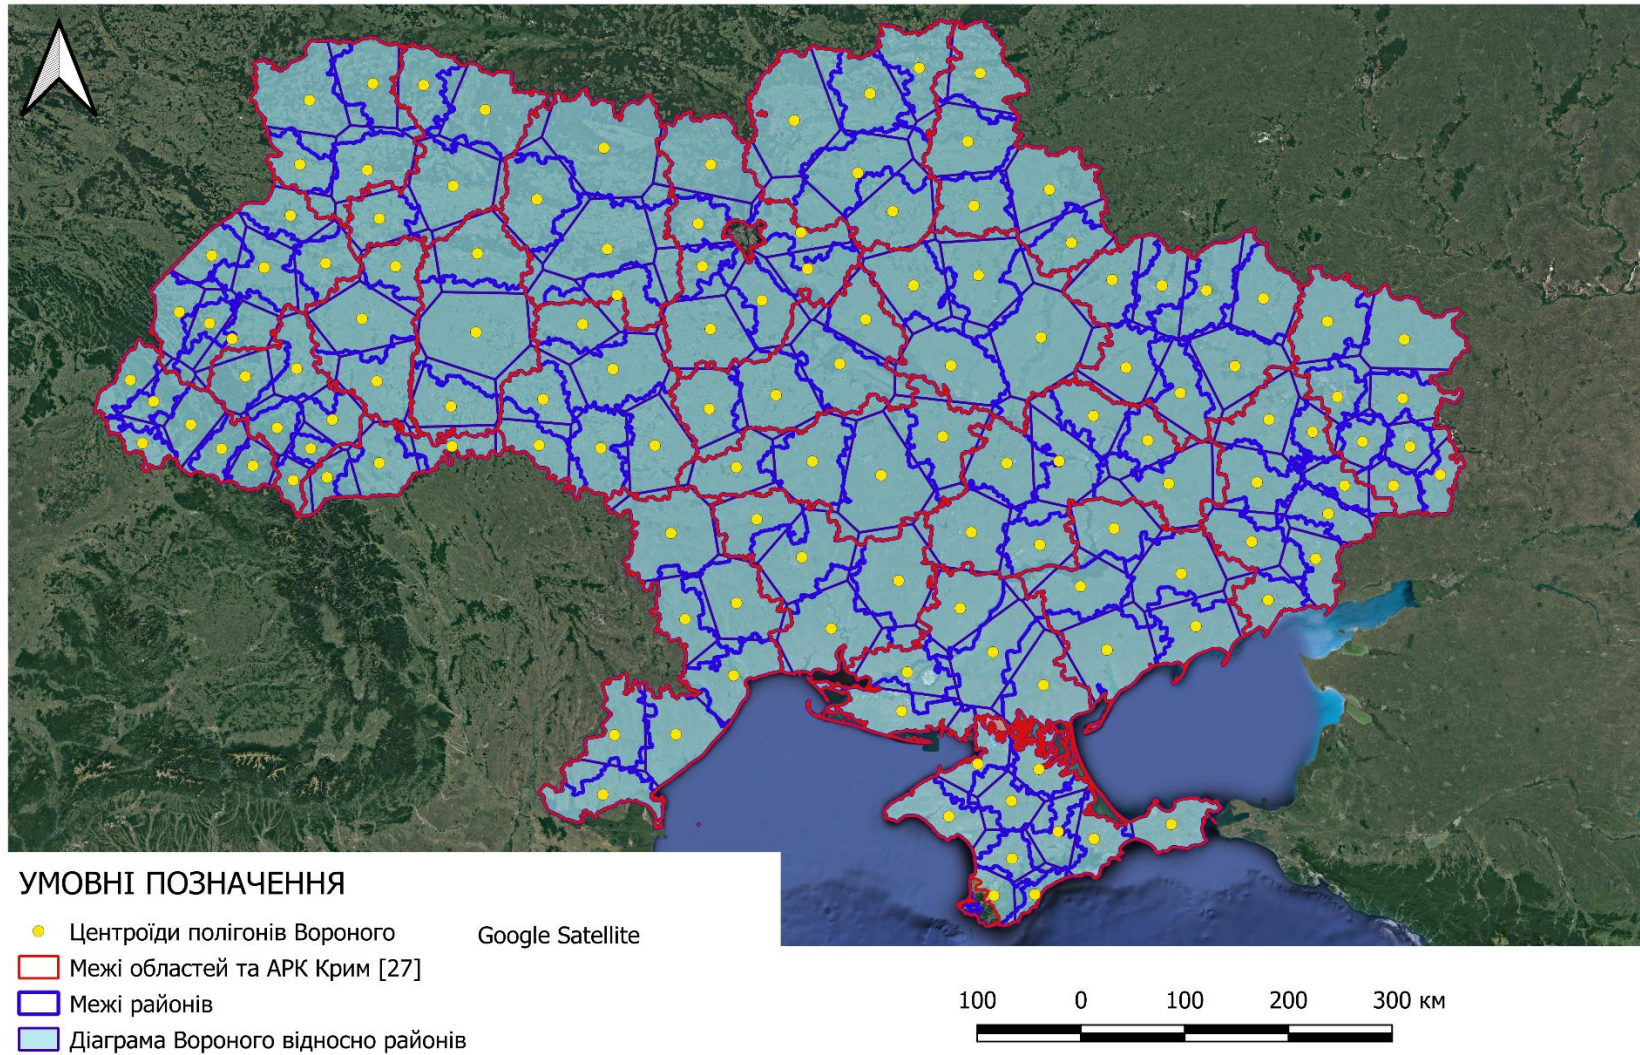 УМОВНІ ПОЗНАЧЕННЯ
Центроїди полігонів Вороного
Google Satellite
Межі областей та АРК Крим [27]
Межі районів
Діаграма Вороного відносно районів
100 0 100 200 300 км